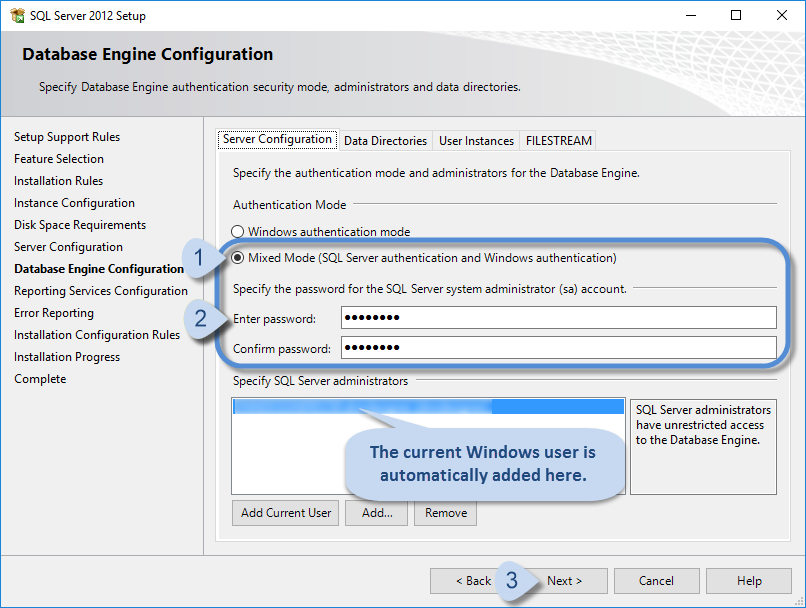 SQL Server 2012 Setup
Database Engine Configuration
Specify Database Engine authentication security mode, administrators and data directories.
Setup Support Rules
Feature Selection
Installation Rules
Instance Configuration
Disk Space Requirements
Server Configuration
Database Engine Configuration
Reporting Services Configuration
Error Reporting
Installation Configuration Rules
Installation Progress
Complete
Server Configuration
Data Directories
User Instances
FILESTREAM
Specify the authentication mode and administrators for the Database Engine.
Authentication Mode
Windows authentication mode
1
Mixed Mode (SQL Server authentication and Windows authentication)
Specify the password for the SQL Server system administrator (sa) account.
2
Enter password: ●●●●●●●●
Confirm password: ●●●●●●●●
Specify SQL Server administrators
SQL Server administrators
have unrestricted access
to the Database Engine.
The current Windows user is
automatically added here.
Add Current User
Add...
Remove
< Back
3
Next >
Cancel
Help